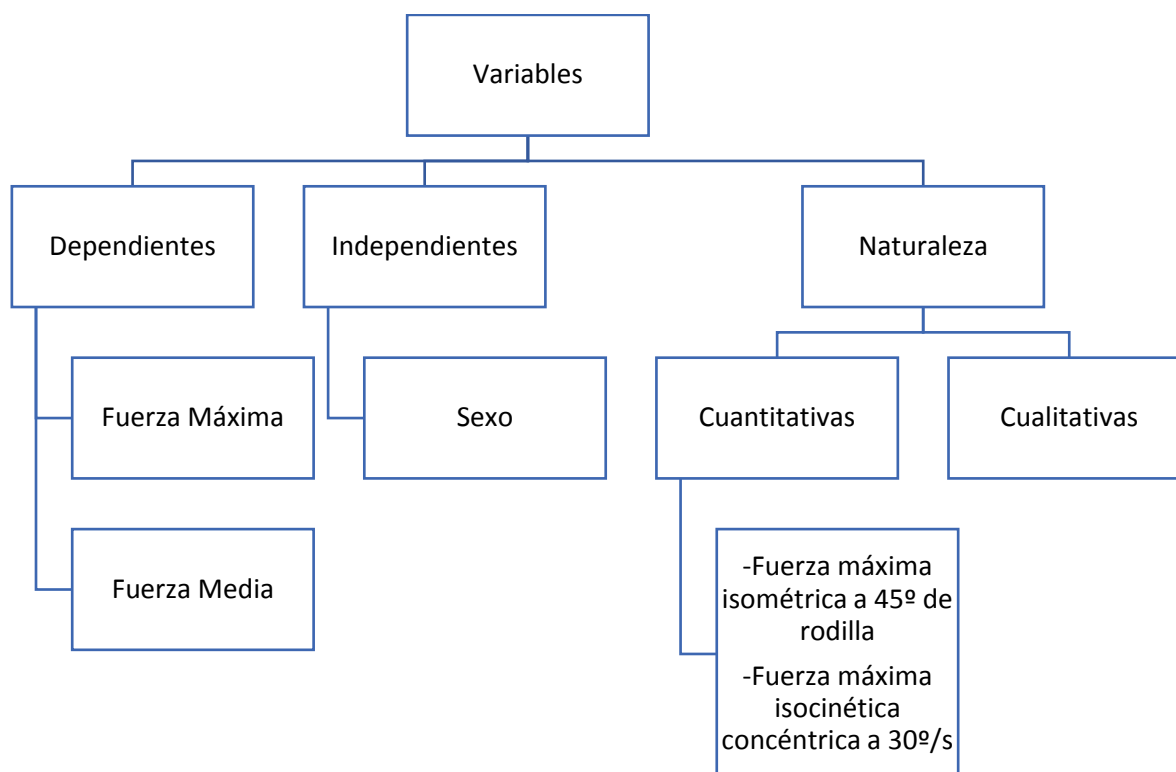 Variables
Dependientes
Independientes
Naturaleza
Fuerza Máxima
Sexo
Cuantitativas
Cualitativas
Fuerza Media
-Fuerza máxima
isométrica a 45º de
rodilla
-Fuerza máxima
isocinética
concéntrica a 30º/s